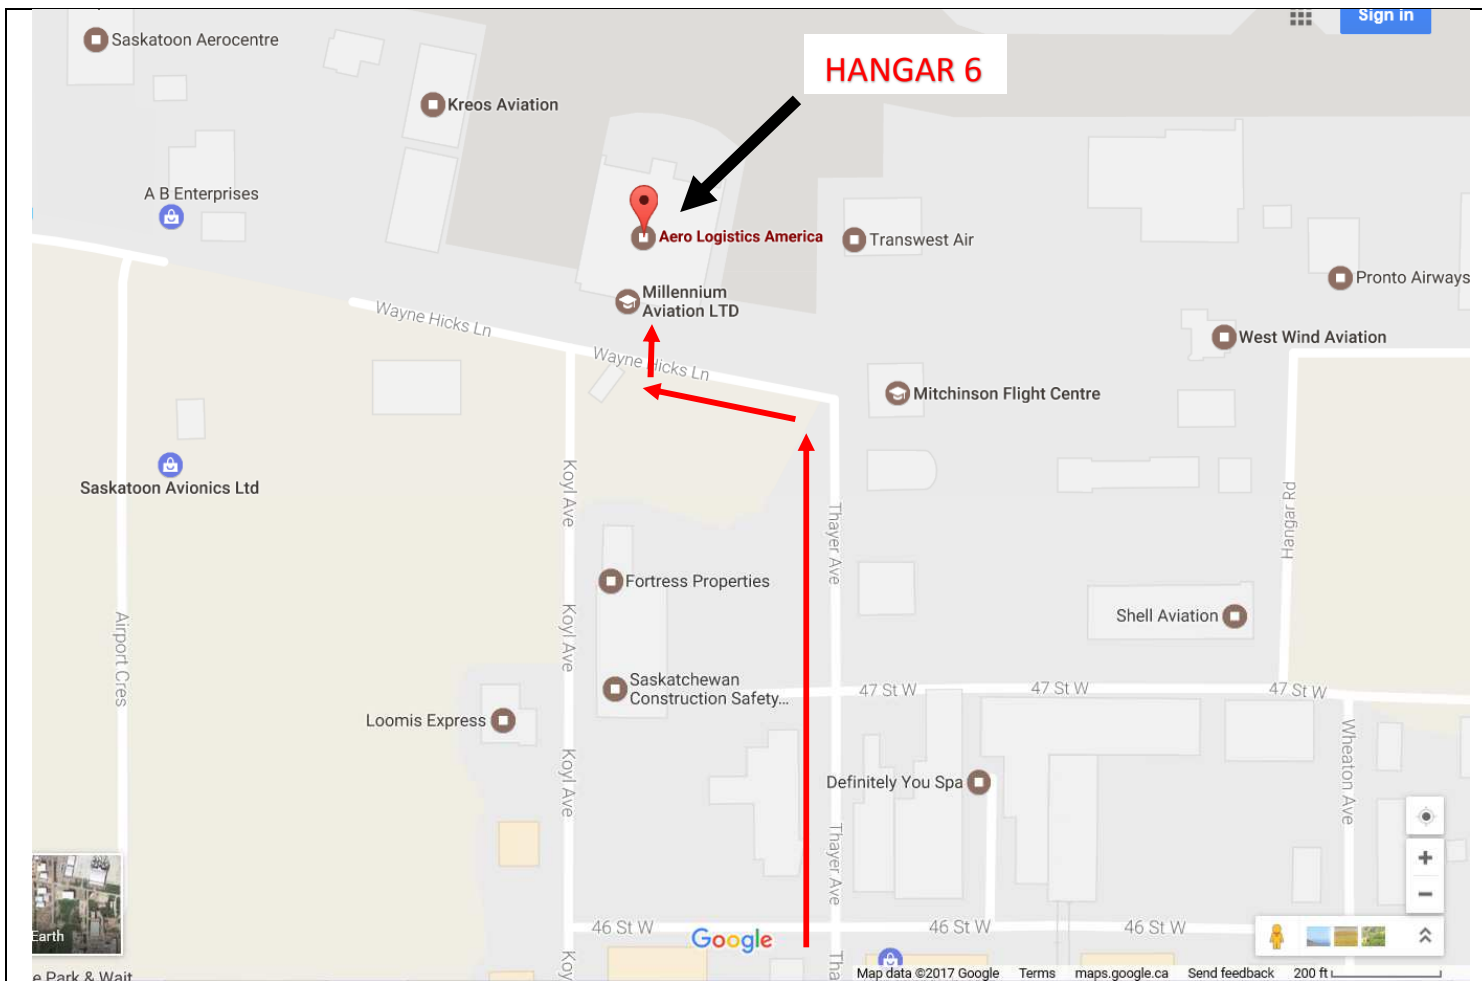 Sign in
Saskatoon Aerocentre
HANGAR 6
Kreos Aviation
A B Enterprises
Aero Logistics America
Transwest Air
Pronto Airways
Millennium
Aviation LTD
Wayne Hicks Ln
West Wind Aviation
Wayne Hicks Ln
Mitchinson Flight Centre
Saskatoon Avionics Ltd
Koyl Ave
Thayer Ave
Hangar Rd
Fortress Properties
Airport Cres
Koyl Ave
Shell Aviation
Saskatchewan
Construction Safety...
47 St W
47 St W
47 St W
Loomis Express
Koyl Ave
Wheaton Ave
Definitely You Spa
Thayer Ave
46 St W
46 St W
46 St W
Google
Earth
Koy
Tha
e Park & Wait
Map data ©2017 Google Terms maps.google.ca Send feedback 200 ft